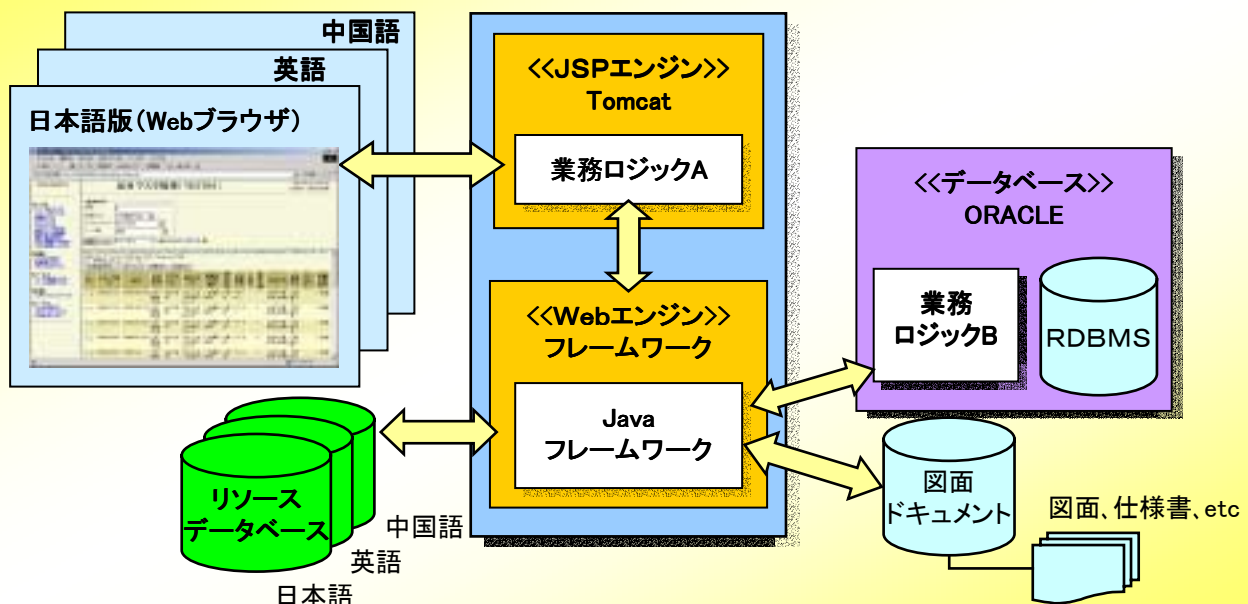 中国語
英語
日本語版(Webブラウザ)
<<JSPエンジン>>
Tomcat
業務ロジックA
<<Webエンジン>>
フレームワーク
Java
フレームワーク
<<データベース>>
ORACLE
業務
ロジックB
RDBMS
リソース
データベース
中国語
英語
日本語
図面
ドキュメント
図面、仕様書、etc